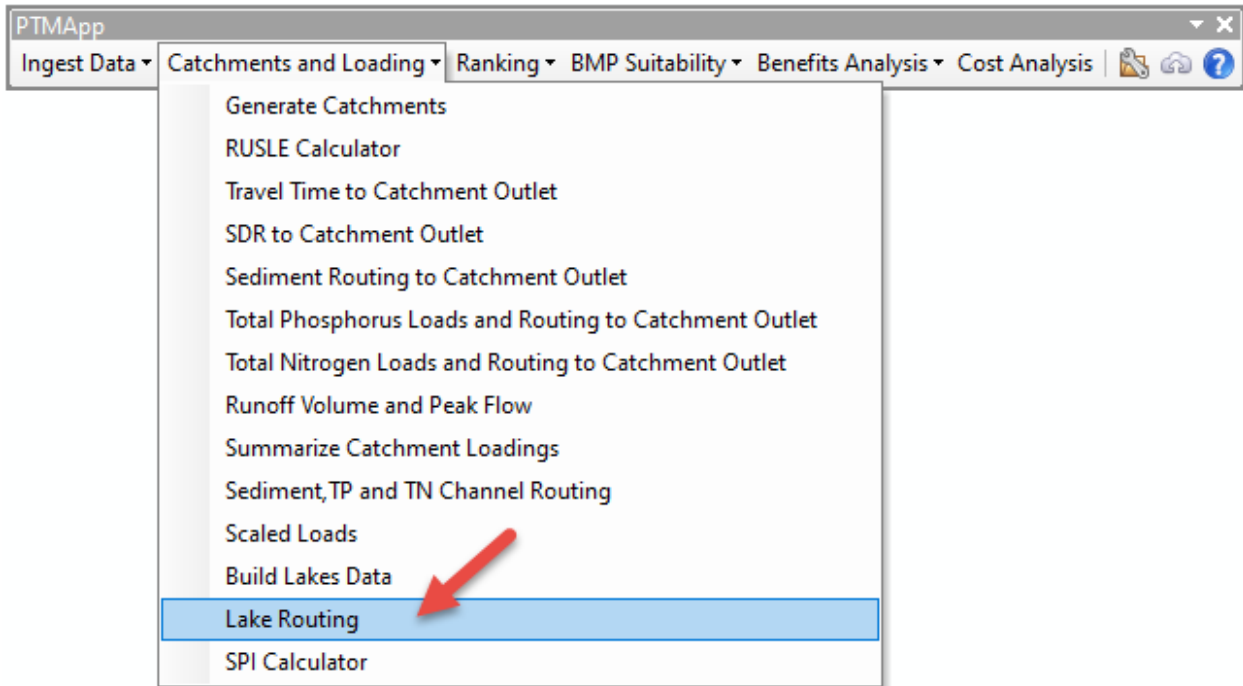 PTMApp
Ingest Data Catchments and Loading Ranking BMP Suitability Benefits Analysis Cost Analysis
Generate Catchments
RUSLE Calculator
Travel Time to Catchment Outlet
SDR to Catchment Outlet
Sediment Routing to Catchment Outlet
Total Phosphorus Loads and Routing to Catchment Outlet
Total Nitrogen Loads and Routing to Catchment Outlet
Runoff Volume and Peak Flow
Summarize Catchment Loadings
Sediment,TP and TN Channel Routing
Scaled Loads
Build Lakes Data
Lake Routing
SPI Calculator